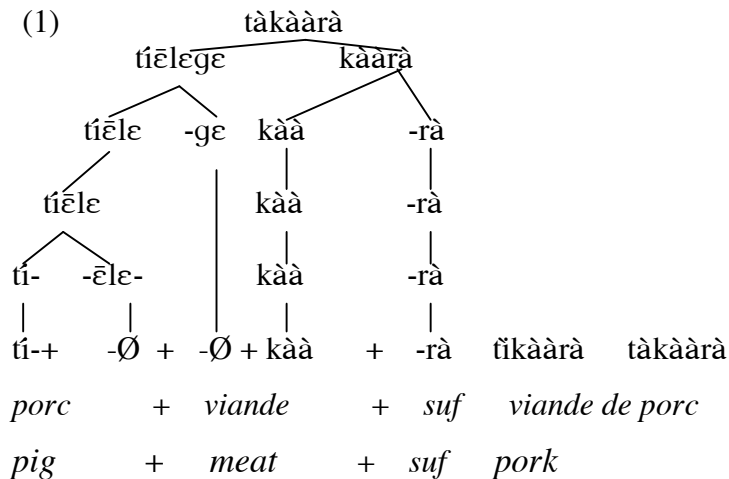 (1) tàkààrà
tíɛ̄lɛgɛ kààrà
tíɛ̄lɛ -gɛ kàà -rà
tíɛ̄lɛ kàà -rà
tí- -ɛ̄lɛ- kàà -rà
tí-+ -Ø + -Ø + kàà + -rà tìkààrà tàkààrà
porc + viande + suf viande de porc
pig + meat + suf pork